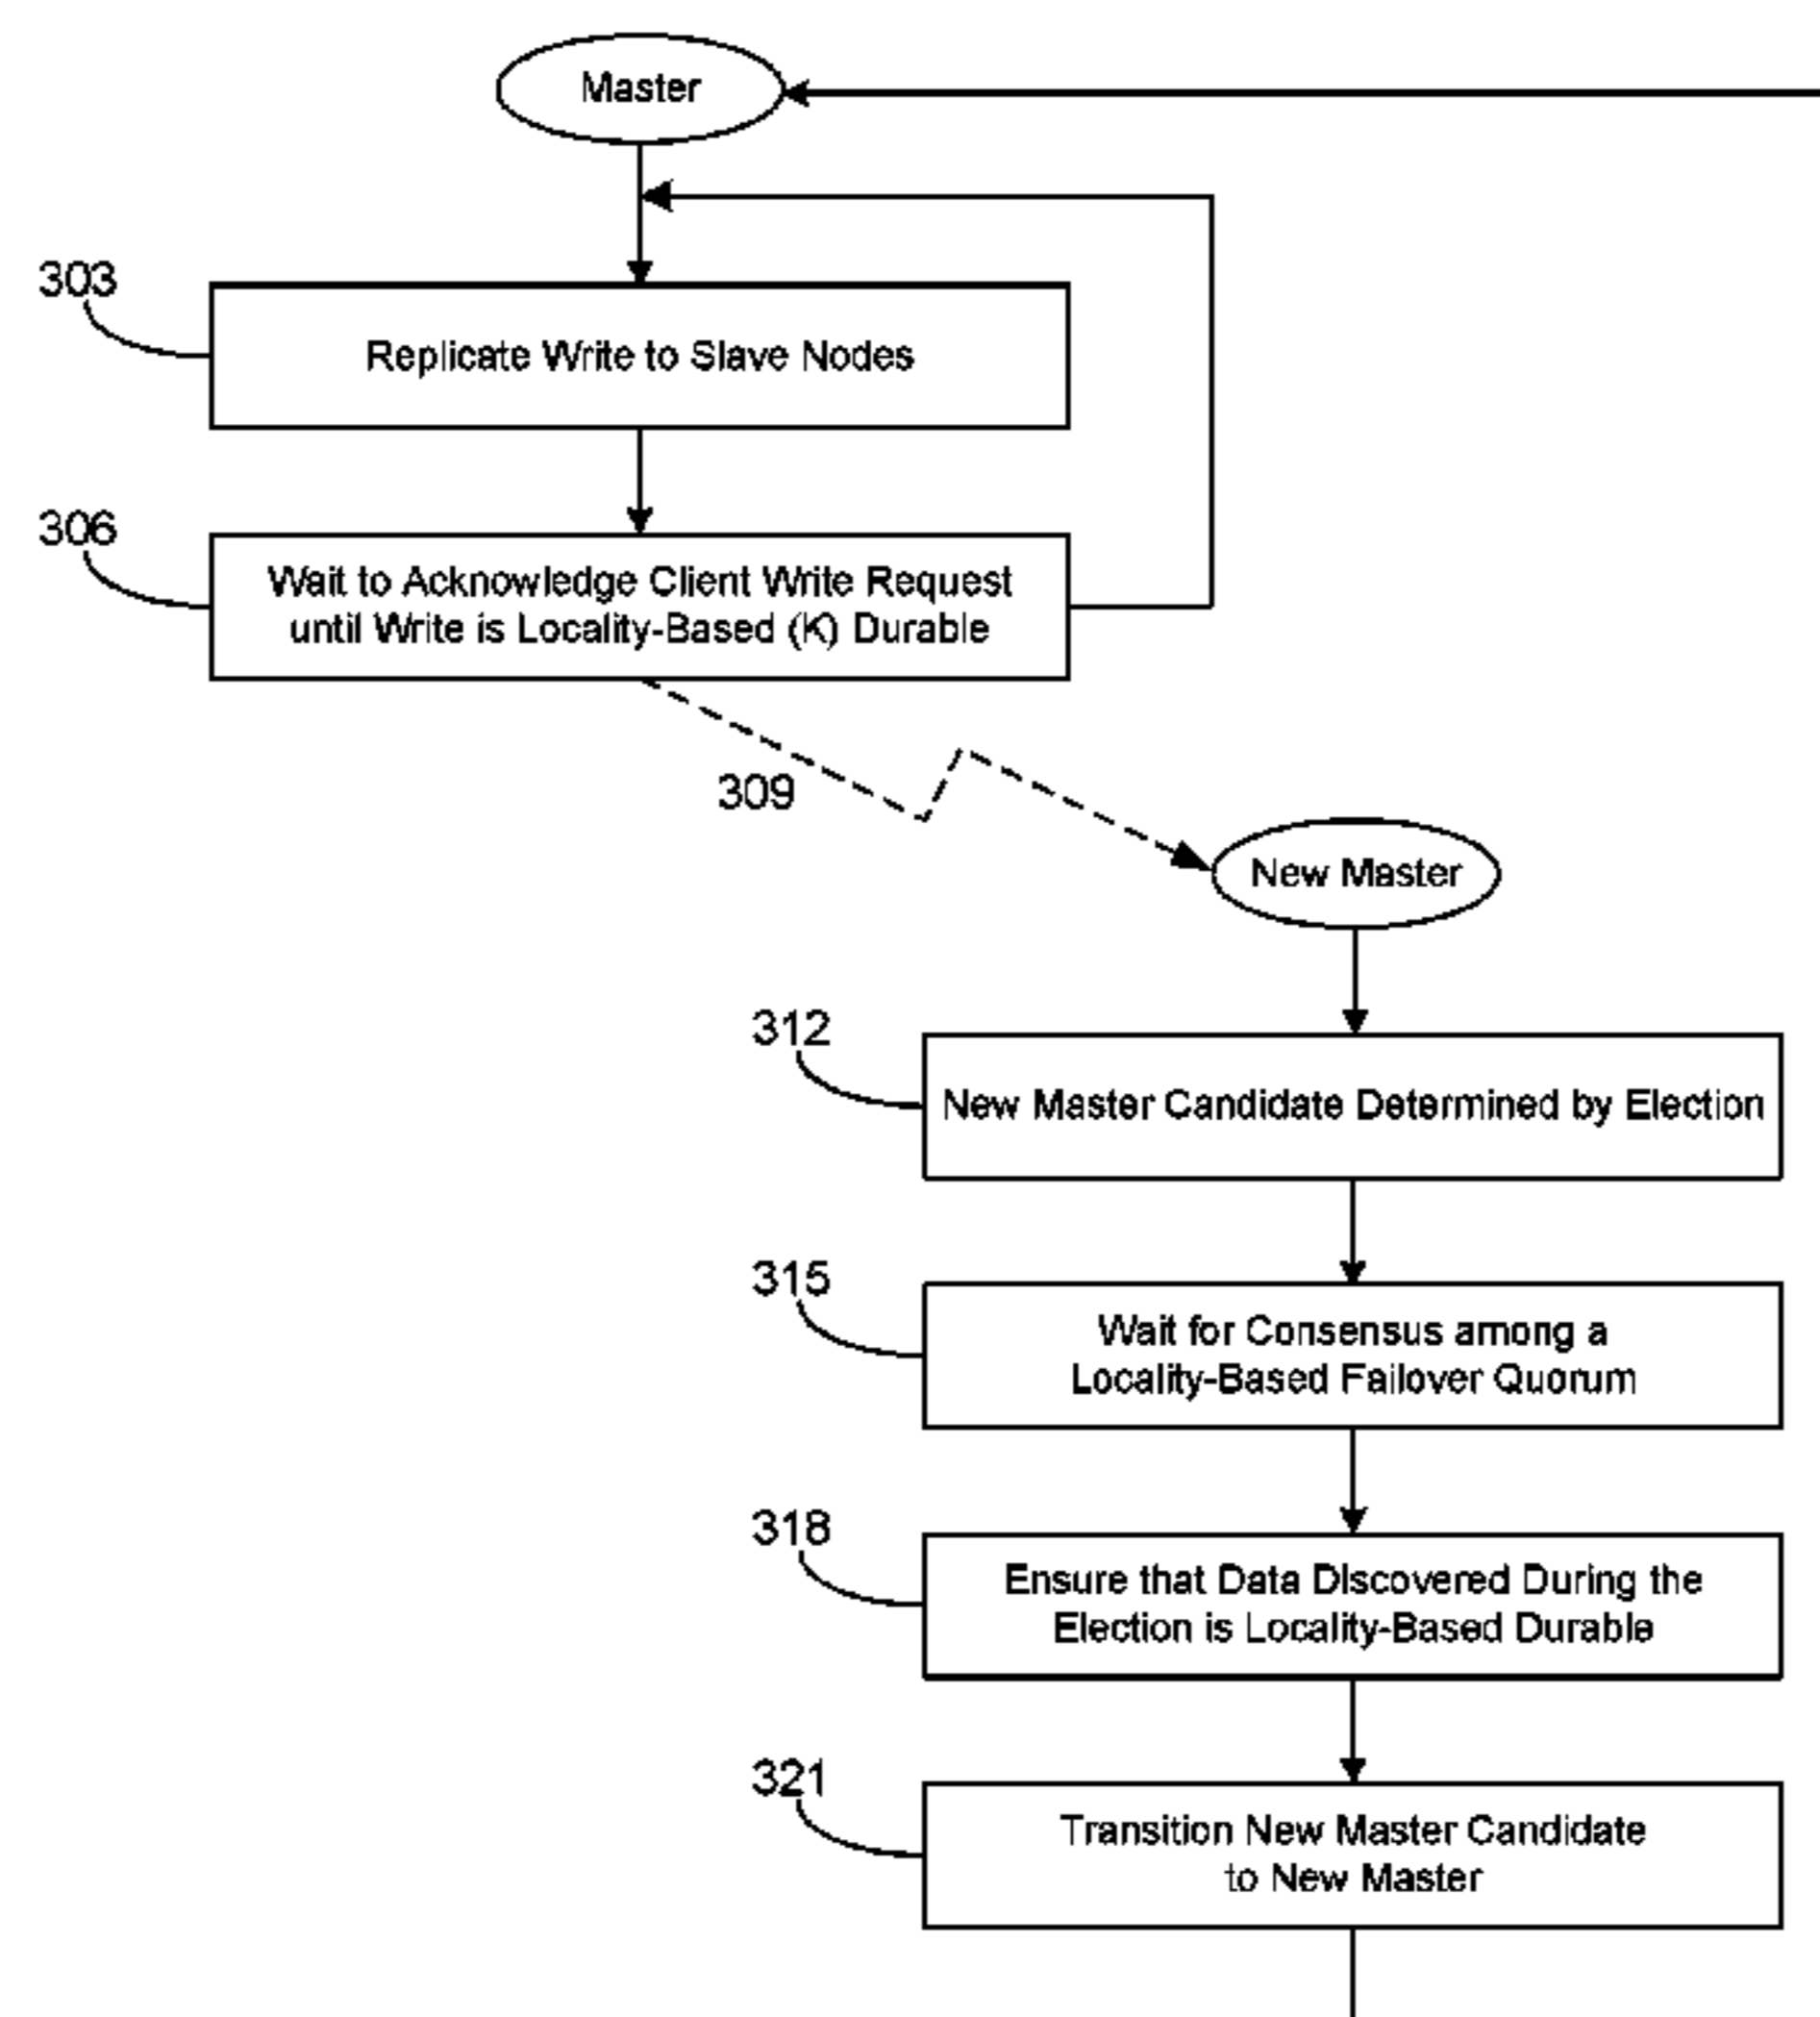 Master
303
Replicate Write to Slave Nodes
306
Wait to Acknowledge Client Write Request
until Write is Locality-Based (K) Durable
309
New Master
312
New Master Candidate Determined by Election
315
Wait for Consensus among a
Locality-Based Failover Quorum
318
Ensure that Data Discovered During the
Election is Locality-Based Durable
321
Transition New Master Candidate
to New Master